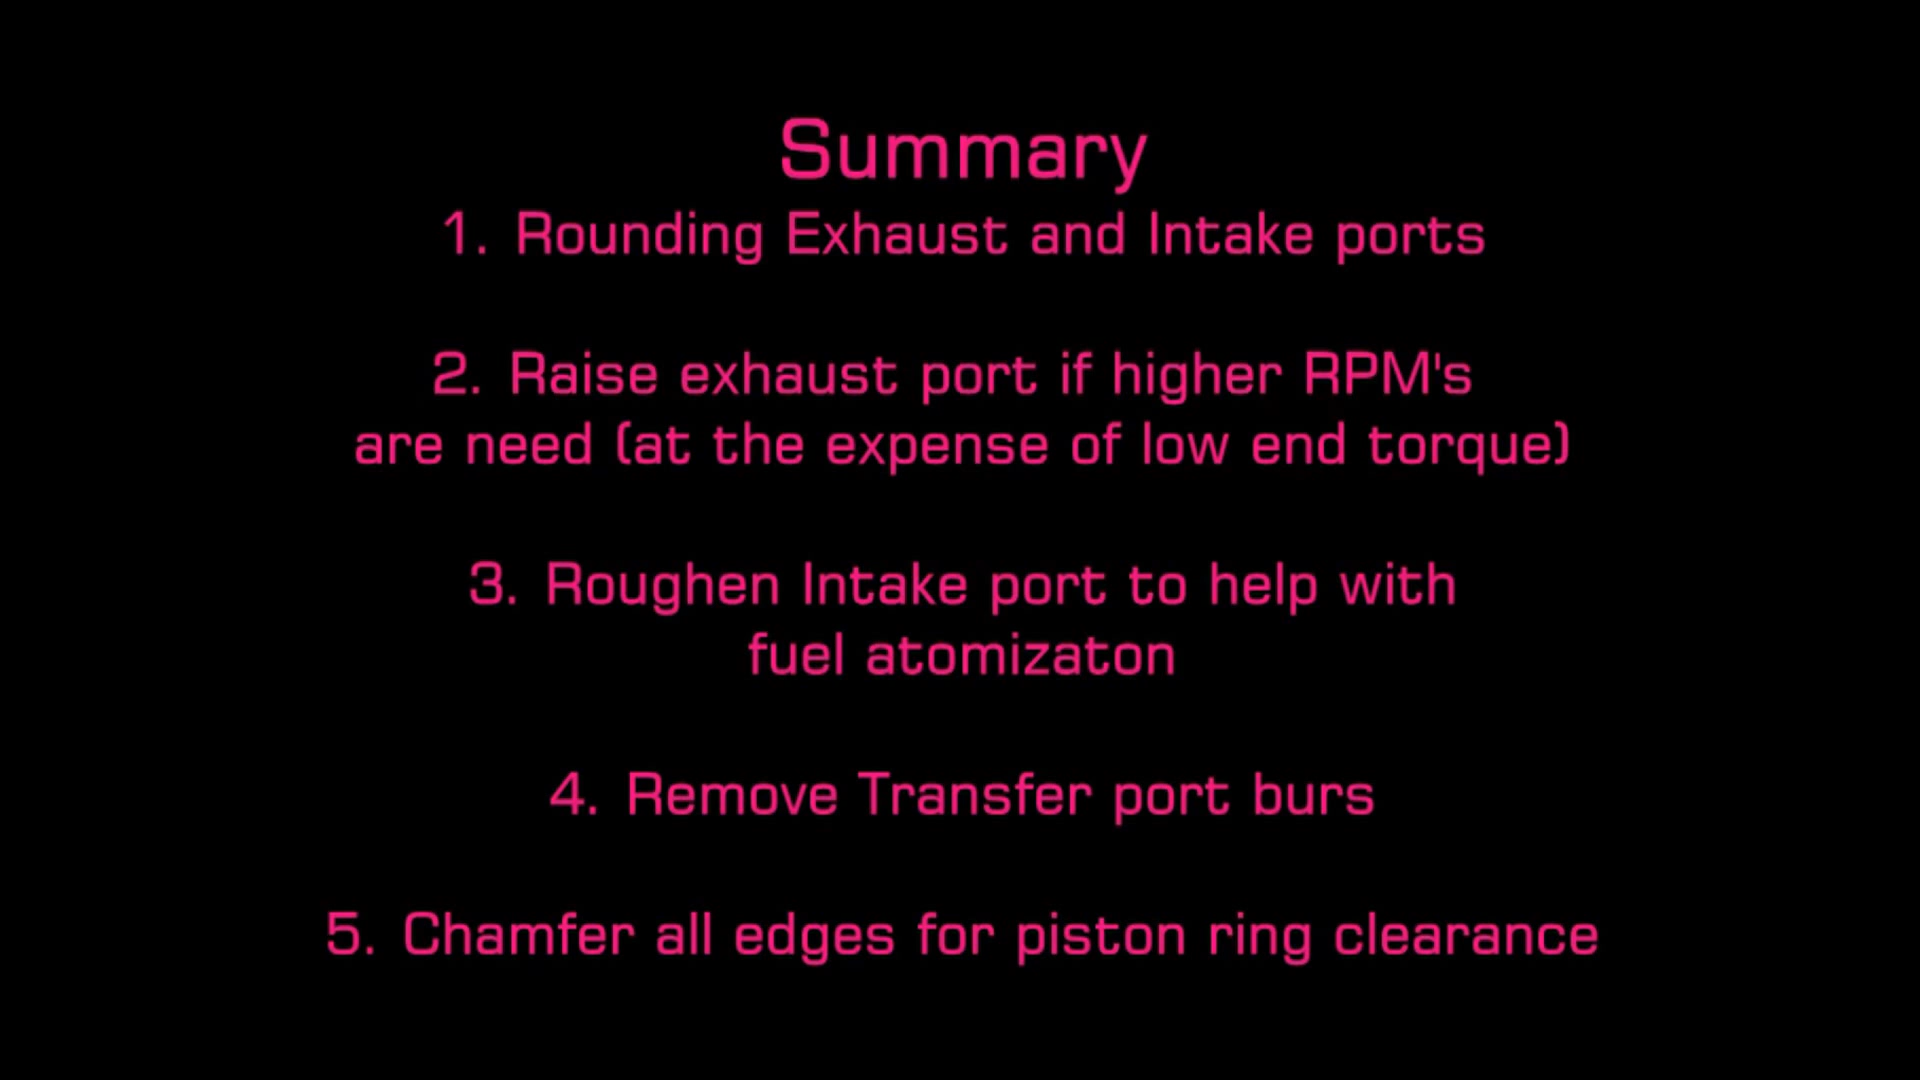 Summary
1. Rounding Exhaust and Intake ports
2. Raise exhaust port if higher RPM's
are need (at the expense of low end torque)
3. Roughen Intake port to help with
fuel atomizaton
4. Remove Transfer port burs
5. Chamfer all edges for piston ring clearance